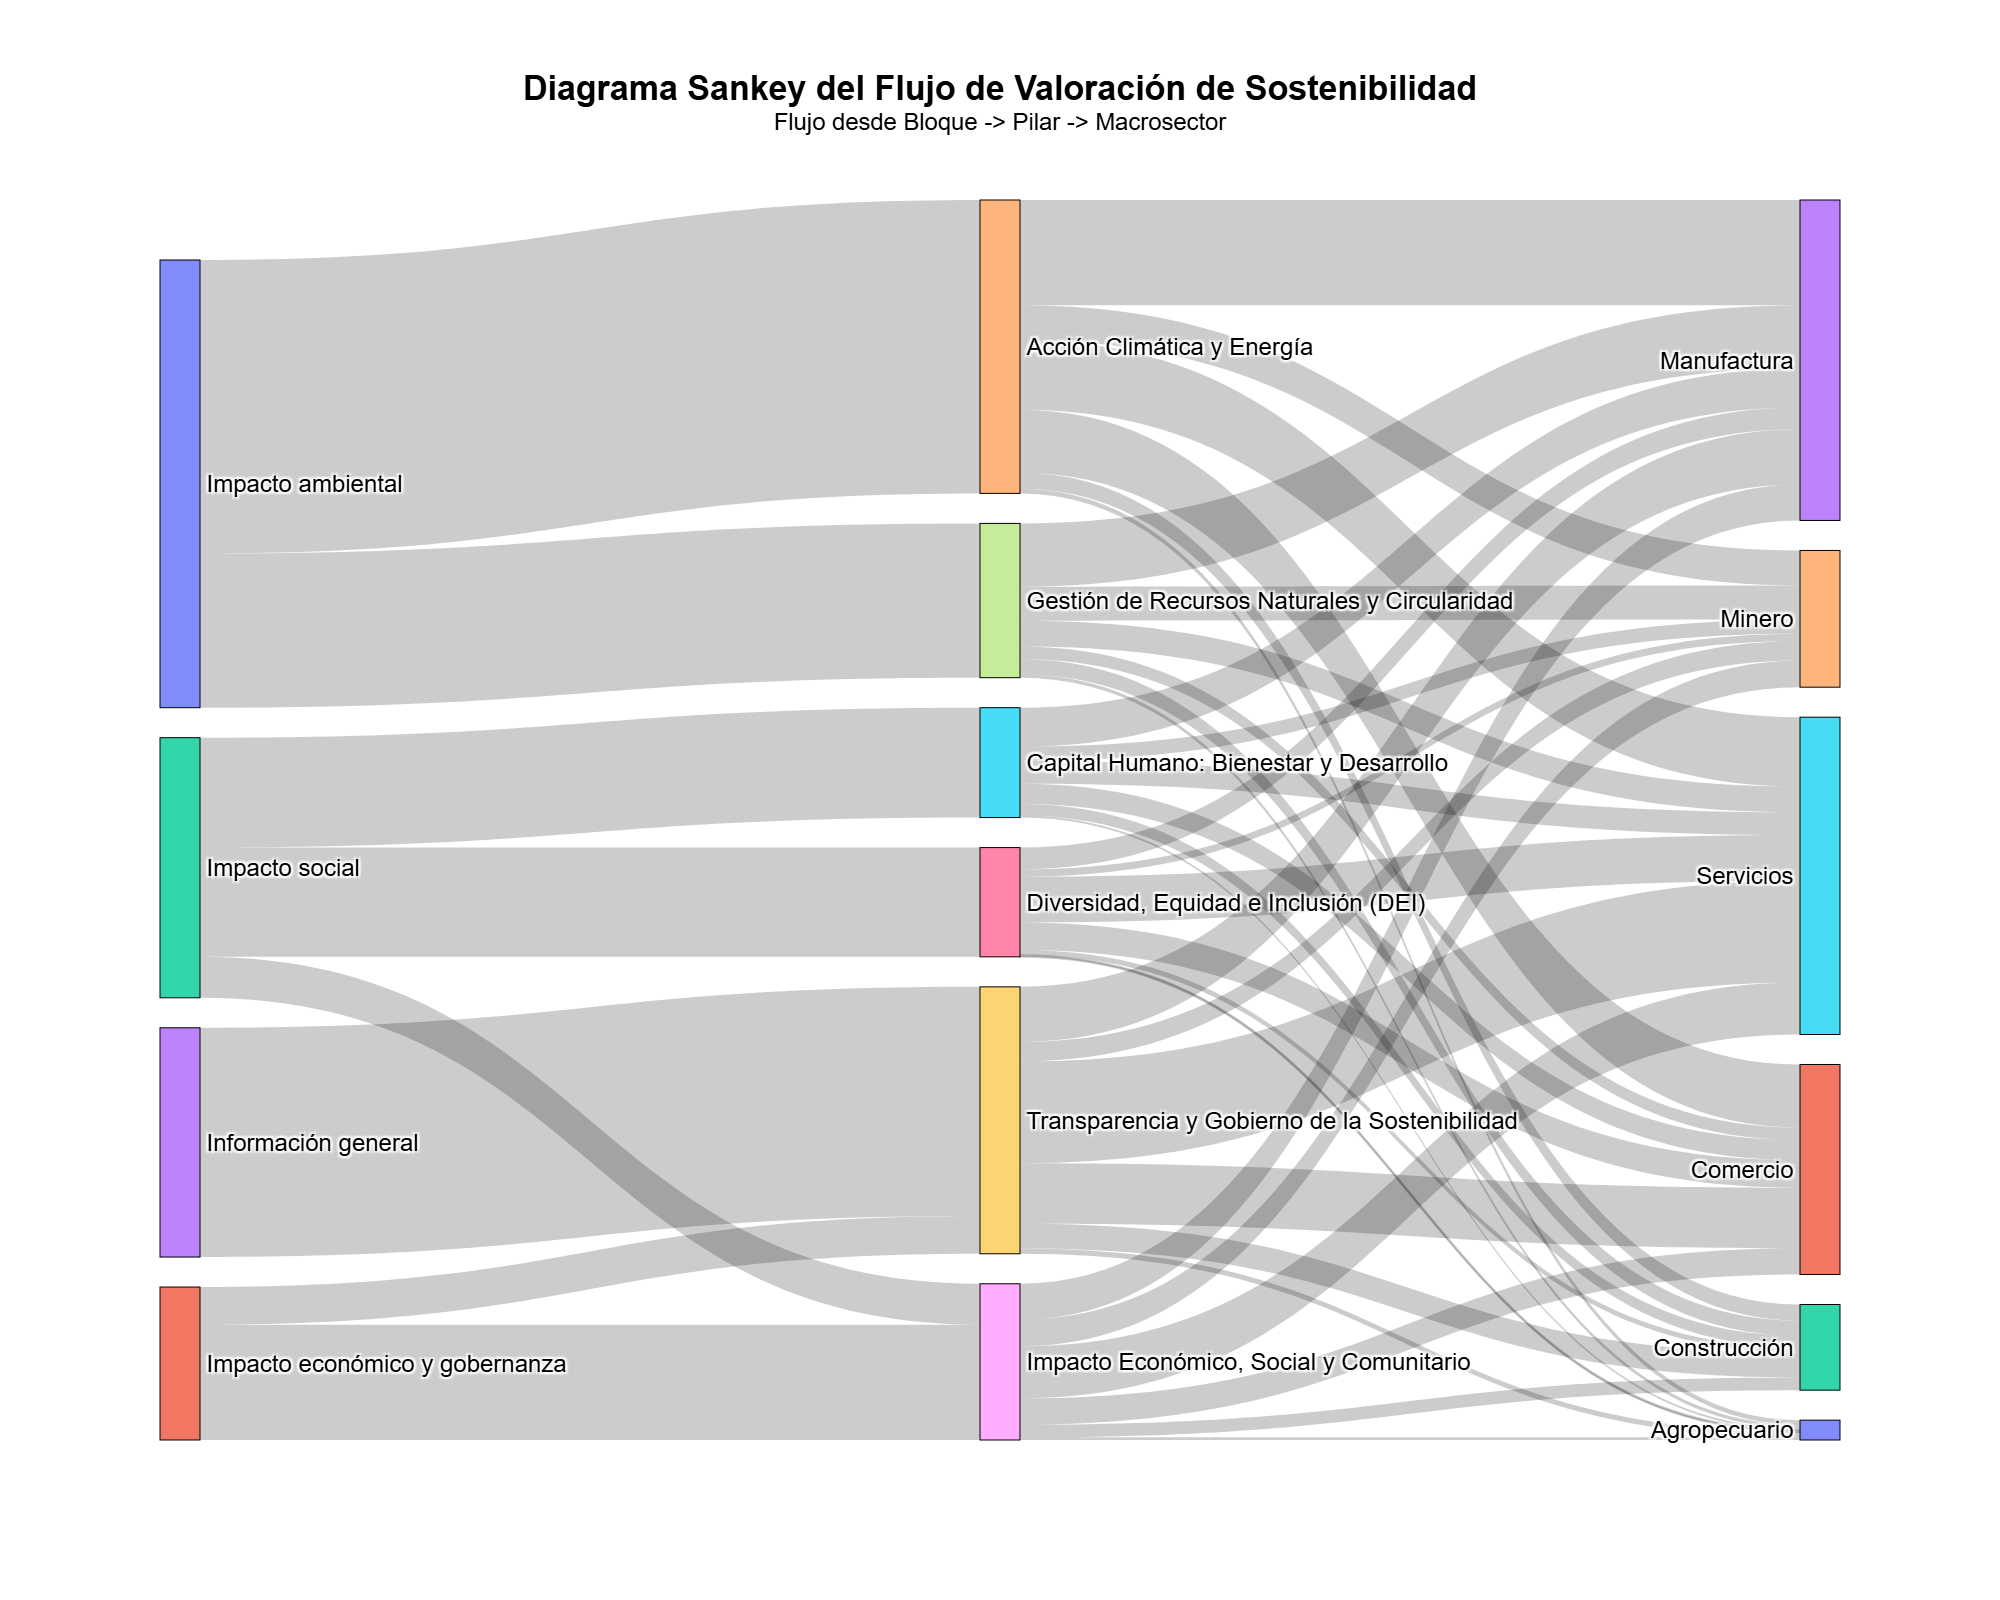 Diagrama Sankey del Flujo de Valoración de Sostenibilidad
Flujo desde Bloque -> Pilar -> Macrosector
Impacto ambiental
Impacto social
Información general
Impacto económico y gobernanza
Acción Climática y Energía
Gestión de Recursos Naturales y Circularidad
Capital Humano: Bienestar y Desarrollo
Diversidad, Equidad e Inclusión (DEI)
Transparencia y Gobierno de la Sostenibilidad
Impacto Económico, Social y Comunitario
Manufactura
Minero
Servicios
Comercio
Construcción
Agropecuario